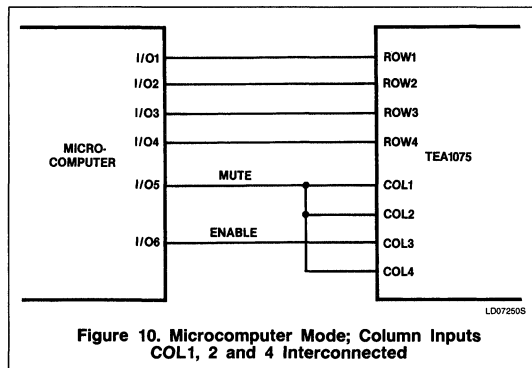 I/O1 ROW1
I/O2 ROW2
I/O3 ROW3
I/O4 ROW4
MICRO-
COMPUTER
TEA1075
I/O5 MUTE COL1
COL2
I/O6 ENABLE COL3
COL4
LD07250S
Figure 10. Microcomputer Mode; Column Inputs
COL1, 2 and 4 Interconnected